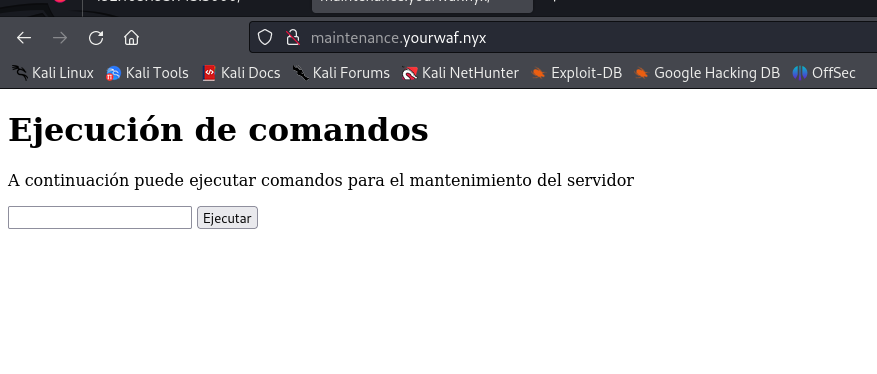 maintenance.yourwaf.nyx
Kali Linux Kali Tools Kali Docs Kali Forums Kali NetHunter Exploit-DB Google Hacking DB OffSec
Ejecución de comandos
A continuación puede ejecutar comandos para el mantenimiento del servidor
Ejecutar